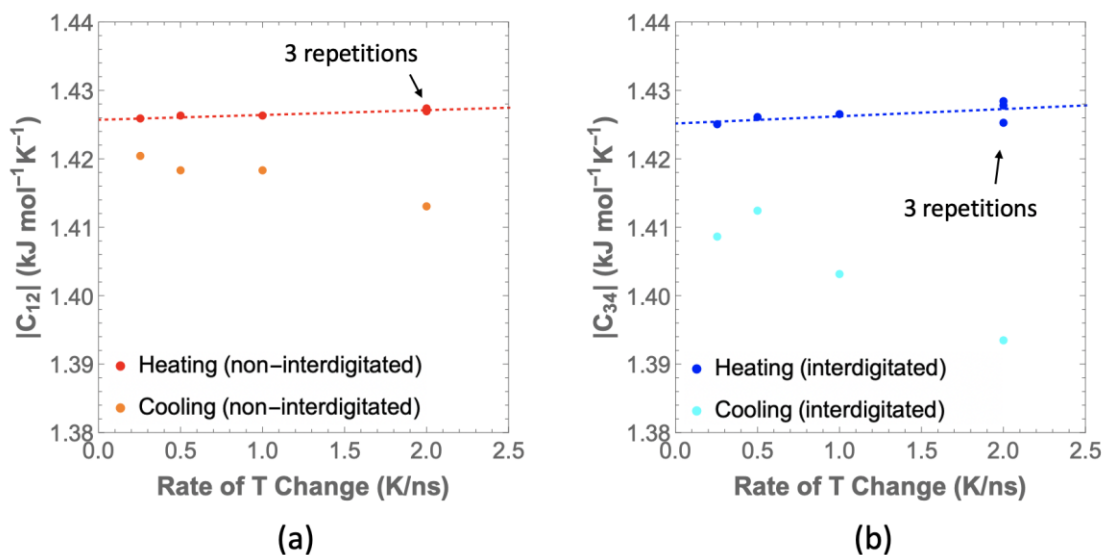 1.44
1.43
1.42
1.41
1.40
1.39
1.38
|C₁₂| (kJ mol⁻¹K⁻¹)
3 repetitions
Heating (non−interdigitated)
Cooling (non−interdigitated)
0.0 0.5 1.0 1.5 2.0 2.5
Rate of T Change (K/ns)
(a)
1.44
1.43
1.42
1.41
1.40
1.39
1.38
|C₃₄| (kJ mol⁻¹K⁻¹)
3 repetitions
Heating (interdigitated)
Cooling (interdigitated)
0.0 0.5 1.0 1.5 2.0 2.5
Rate of T Change (K/ns)
(b)